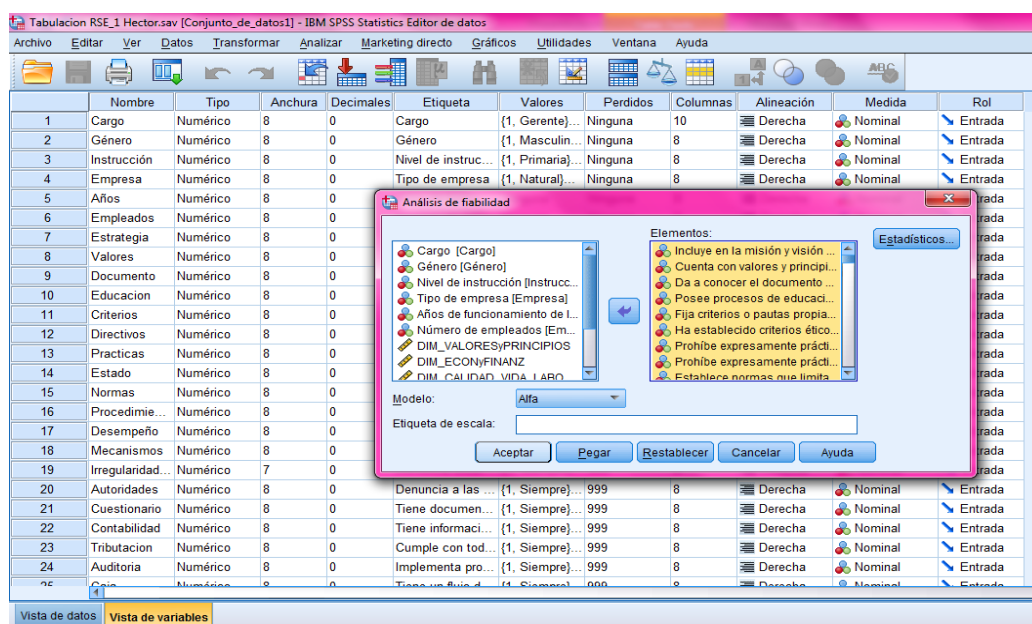 Tabulacion RSE_1 Hector.sav [Conjunto_de_datos1] - IBM SPSS Statistics Editor de datos
Archivo Editar Ver Datos Transformar Analizar Marketing directo Gráficos Utilidades Ventana Ayuda
Nombre Tipo Anchura Decimales Etiqueta Valores Perdidos Columnas Alineación Medida Rol
1 Cargo Numérico 8 0 Cargo {1, Gerente}... Ninguna 10 Derecha Nominal Entrada
2 Género Numérico 8 0 Género {1, Masculin... Ninguna 8 Derecha Nominal Entrada
3 Instrucción Numérico 8 0 Nivel de instruc... {1, Primaria}... Ninguna 8 Derecha Nominal Entrada
4 Empresa Numérico 8 0 Tipo de empresa {1, Natural}... Ninguna 8 Derecha Nominal Entrada
5 Años Numérico 8 0
6 Empleados Numérico 8 0
7 Estrategia Numérico 8 0
8 Valores Numérico 8 0
9 Documento Numérico 8 0
10 Educacion Numérico 8 0
11 Criterios Numérico 8 0
12 Directivos Numérico 8 0
13 Practicas Numérico 8 0
14 Estado Numérico 8 0
15 Normas Numérico 8 0
16 Procedimie... Numérico 8 0
17 Desempeño Numérico 8 0
18 Mecanismos Numérico 8 0
19 Irregularidad... Numérico 7 0
20 Autoridades Numérico 8 0 Denuncia a las ... {1, Siempre}... 999 8 Derecha Nominal Entrada
21 Cuestionario Numérico 8 0 Tiene documen... {1, Siempre}... 999 8 Derecha Nominal Entrada
22 Contabilidad Numérico 8 0 Tiene informaci... {1, Siempre}... 999 8 Derecha Nominal Entrada
23 Tributacion Numérico 8 0 Cumple con tod... {1, Siempre}... 999 8 Derecha Nominal Entrada
24 Auditoria Numérico 8 0 Implementa pro... {1, Siempre}... 999 8 Derecha Nominal Entrada
Análisis de fiabilidad
Cargo [Cargo]
Género [Género]
Nivel de instrucción [Instrucc...
Tipo de empresa [Empresa]
Años de funcionamiento de l...
Número de empleados [Em...
DIM_VALORESyPRINCIPIOS
DIM_ECONyFINANZ
DIM_CALIDAD_VIDA_LABO
Elementos:
Incluye en la misión y visión ...
Cuenta con valores y principi...
Da a conocer el documento ...
Posee procesos de educaci...
Fija criterios o pautas propia...
Ha establecido criterios ético...
Prohíbe expresamente prácti...
Prohíbe expresamente prácti...
Establece normas que limita
Estadísticos...
Modelo: Alfa
Etiqueta de escala:
Aceptar Pegar Restablecer Cancelar Ayuda
Vista de datos Vista de variables